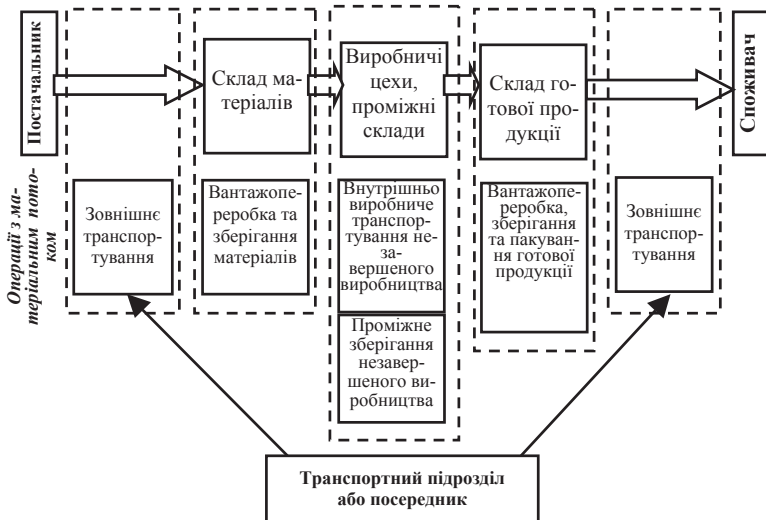 Постачальник
Склад ма-
теріалів
Виробничі
цехи,
проміжні
склади
Склад го-
тової про-
дукції
Споживач
Операції з ма-
теріальним пото-
ком
Зовнішнє
транспор-
тування
Вантажопе-
реробка та
зберігання
матеріалів
Внутрішньо
виробниче
транспорту-
вання не-
завершеного
виробництва
Проміжне
зберігання
незавер-
шеного ви-
робництва
Вантажопе-
реробка,
зберігання
та пакуван-
ня готової
продукції
Зовнішнє
транспор-
тування
Транспортний підрозділ
або посередник